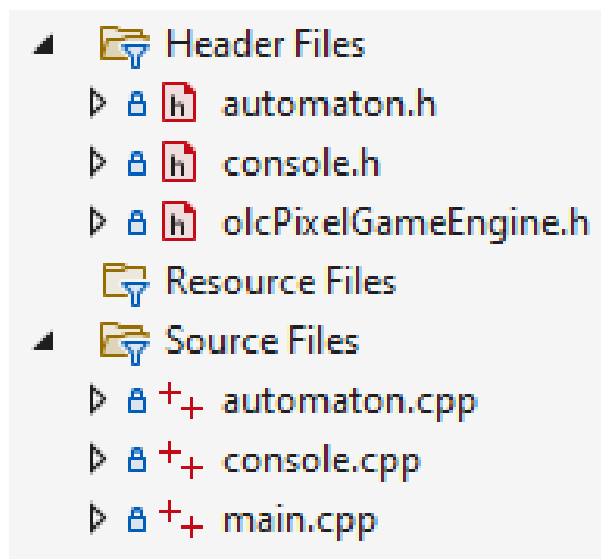 Header Files
automaton.h
console.h
olcPixelGameEngine.h
Resource Files
Source Files
automaton.cpp
console.cpp
main.cpp